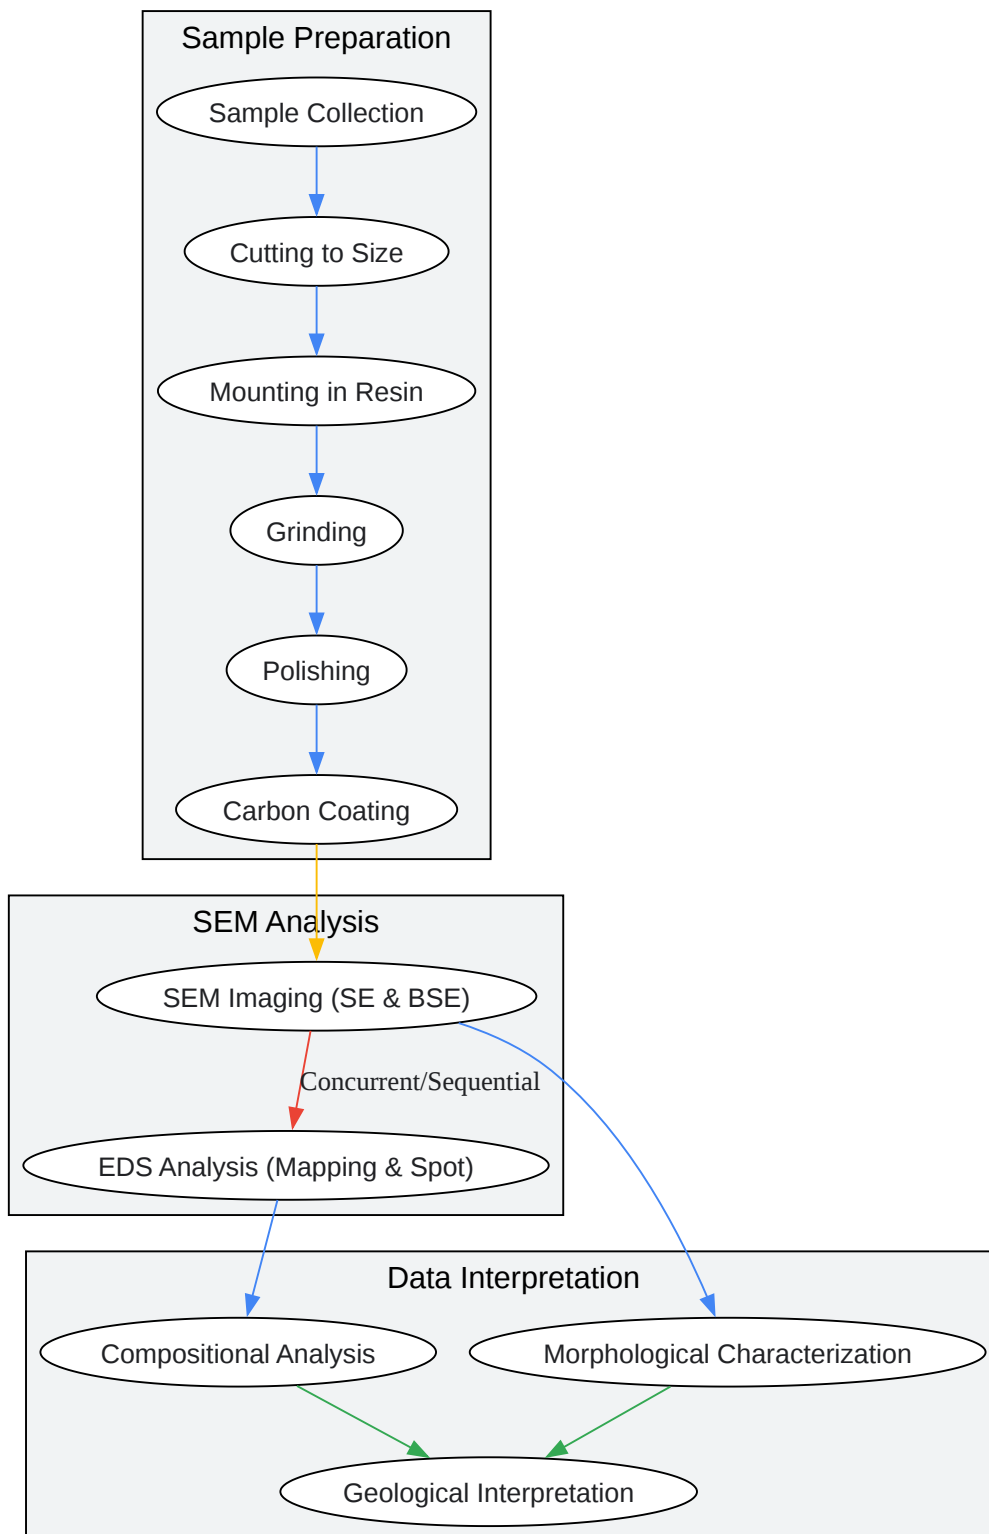 Sample Preparation
Sample Collection
Cutting to Size
Mounting in Resin
Grinding
Polishing
Carbon Coating
SEM Analysis
SEM Imaging (SE & BSE)
Concurrent/Sequential
EDS Analysis (Mapping & Spot)
Data Interpretation
Compositional Analysis
Morphological Characterization
Geological Interpretation